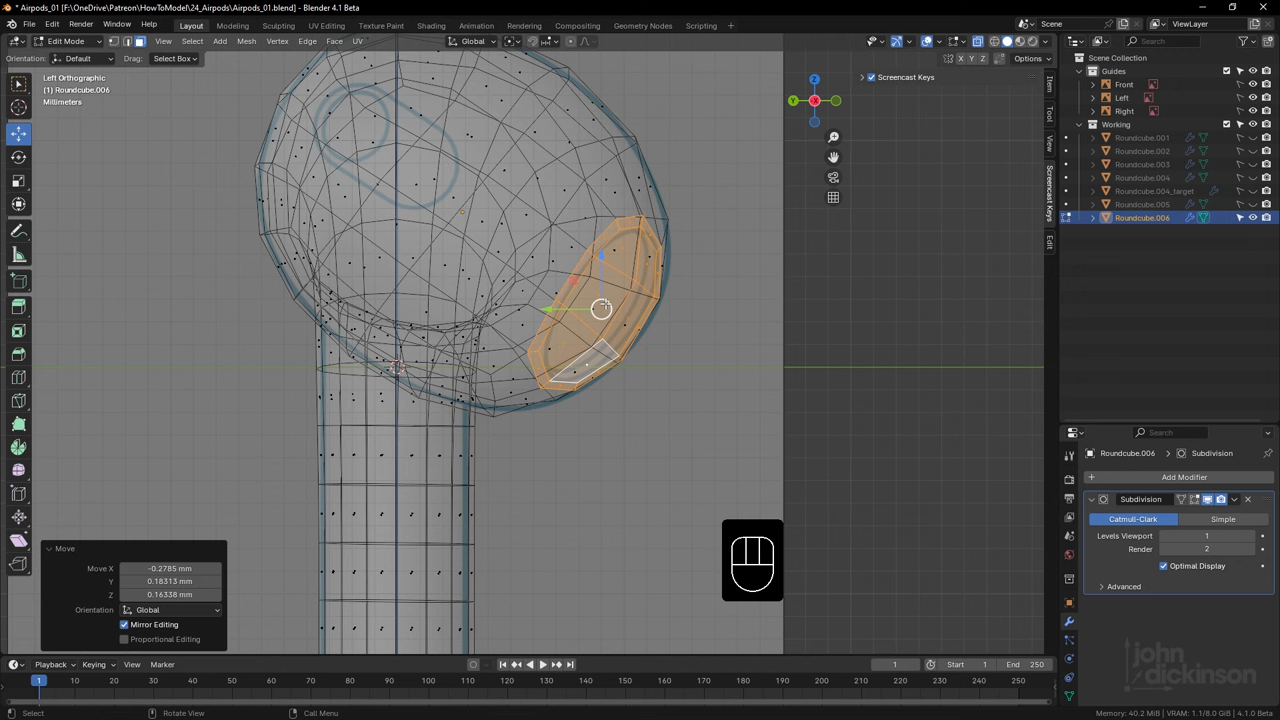 * Airpods_01 [F:\OneDrive\Patreon\HowToModel\24_Airpods\Airpods_01.blend] - Blender 4.1 Beta
File Edit Render Window Help Layout Modeling Sculpting UV Editing Texture Paint Shading Animation Rendering Compositing Geometry Nodes Scripting + Scene ViewLayer
Edit Mode View Select Add Mesh Vertex Edge Face UV Global Search
Orientation: Default Drag: Select Box X Y Z Options
Left Orthographic
(1) Roundcube.006
Millimeters
Screencast Keys
Z
Y
X
Item
Tool
View
Screencast Keys
Edit
Scene Collection
Guides
Front
Left
Right
Working
Roundcube.001
Roundcube.002
Roundcube.003
Roundcube.004
Roundcube.004_target
Roundcube.005
Roundcube.006
Search
Roundcube.006 > Subdivision
Add Modifier
Subdivision
Catmull-Clark Simple
Levels Viewport 1
Render 2
Optimal Display
Advanced
Move
Move X -0.2785 mm
Y 0.18313 mm
Z 0.16338 mm
Orientation Global
Mirror Editing
Proportional Editing
john
dickinson
Playback Keying View Marker 1 Start 1 End 250
1 10 20 30 40 50 60 70 80 90 100 110 120 130 140 150 160 170 180 190 200 210 220 230 240 250
Select Rotate View Call Menu Memory: 40.2 MiB | VRAM: 1.1/8.0 GiB | 4.1.0 Beta